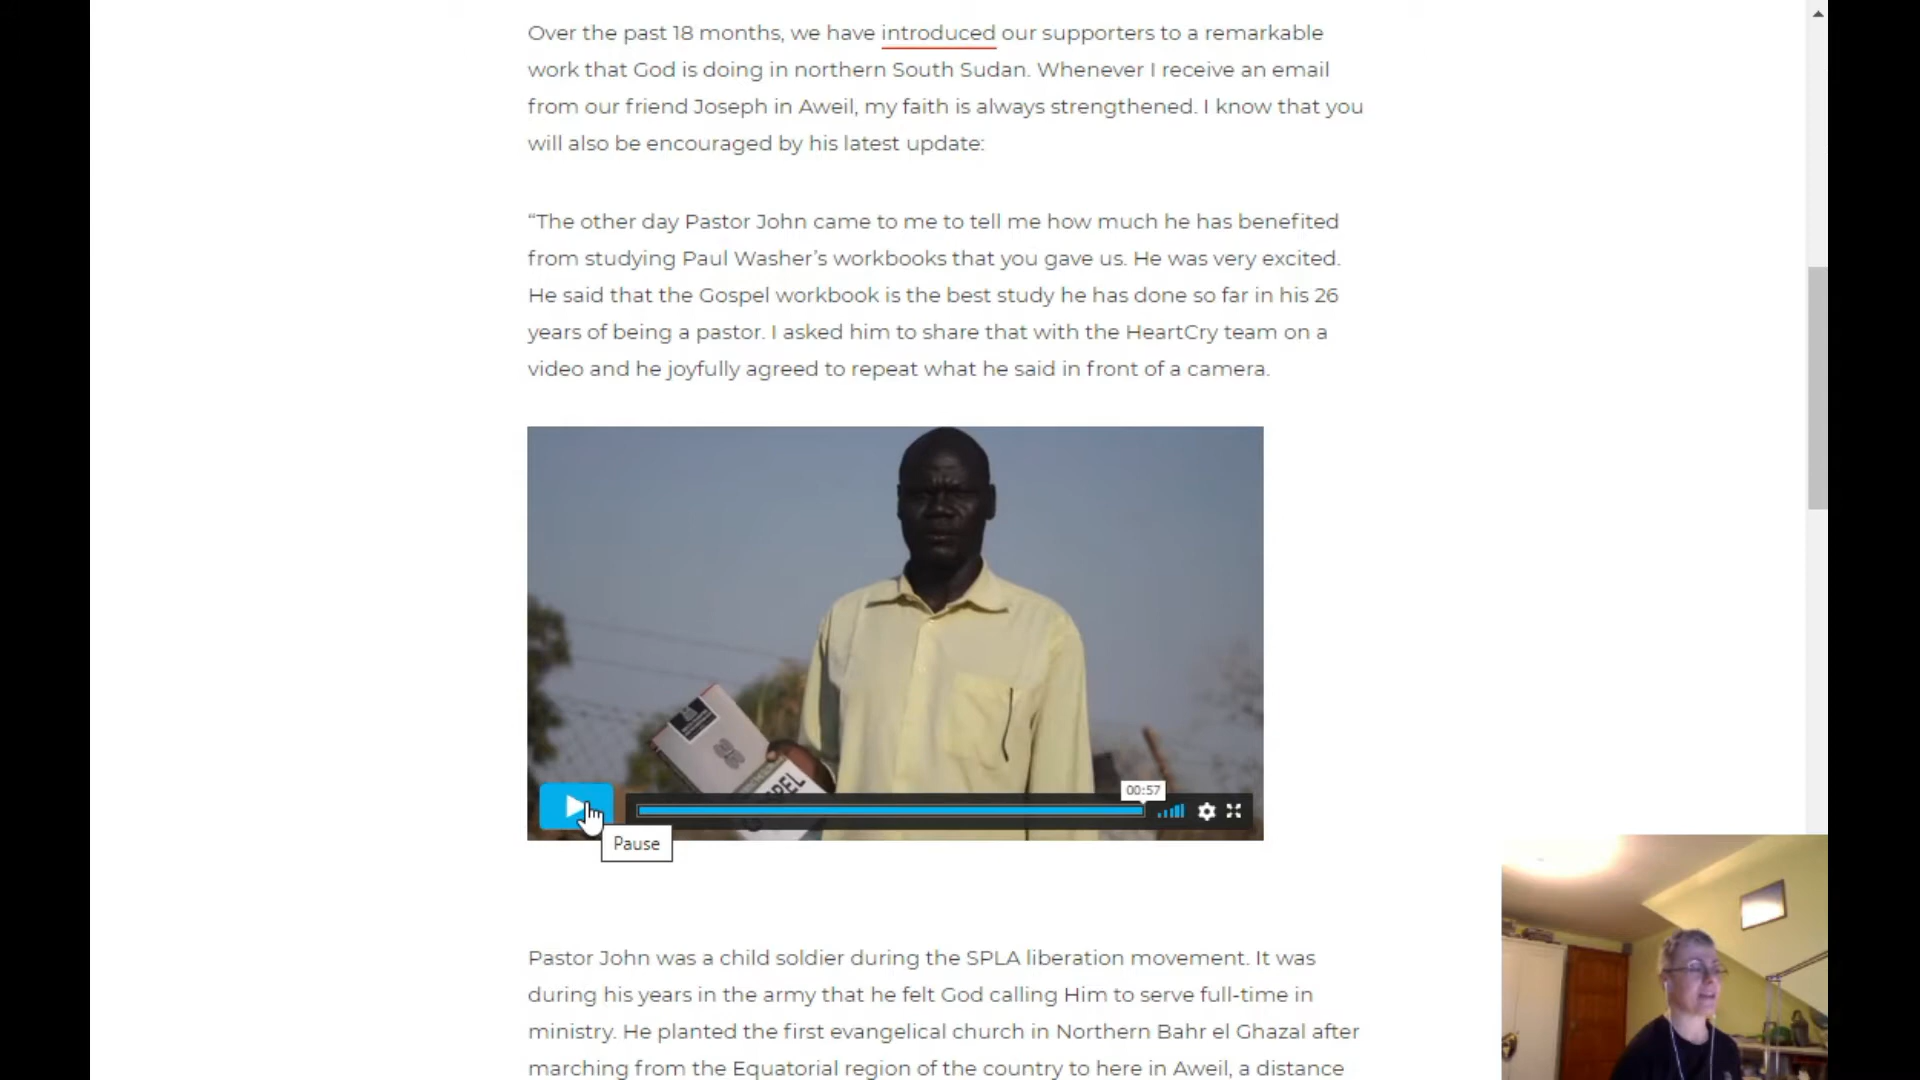 Over the past 18 months, we have introduced our supporters to a remarkable
work that God is doing in northern South Sudan. Whenever I receive an email
from our friend Joseph in Aweil, my faith is always strengthened. I know that you
will also be encouraged by his latest update:
“The other day Pastor John came to me to tell me how much he has benefited
from studying Paul Washer’s workbooks that you gave us. He was very excited.
He said that the Gospel workbook is the best study he has done so far in his 26
years of being a pastor. I asked him to share that with the HeartCry team on a
video and he joyfully agreed to repeat what he said in front of a camera.
00:57
Pause
Pastor John was a child soldier during the SPLA liberation movement. It was
during his years in the army that he felt God calling Him to serve full-time in
ministry. He planted the first evangelical church in Northern Bahr el Ghazal after
marching from the Equatorial region of the country to here in Aweil, a distance